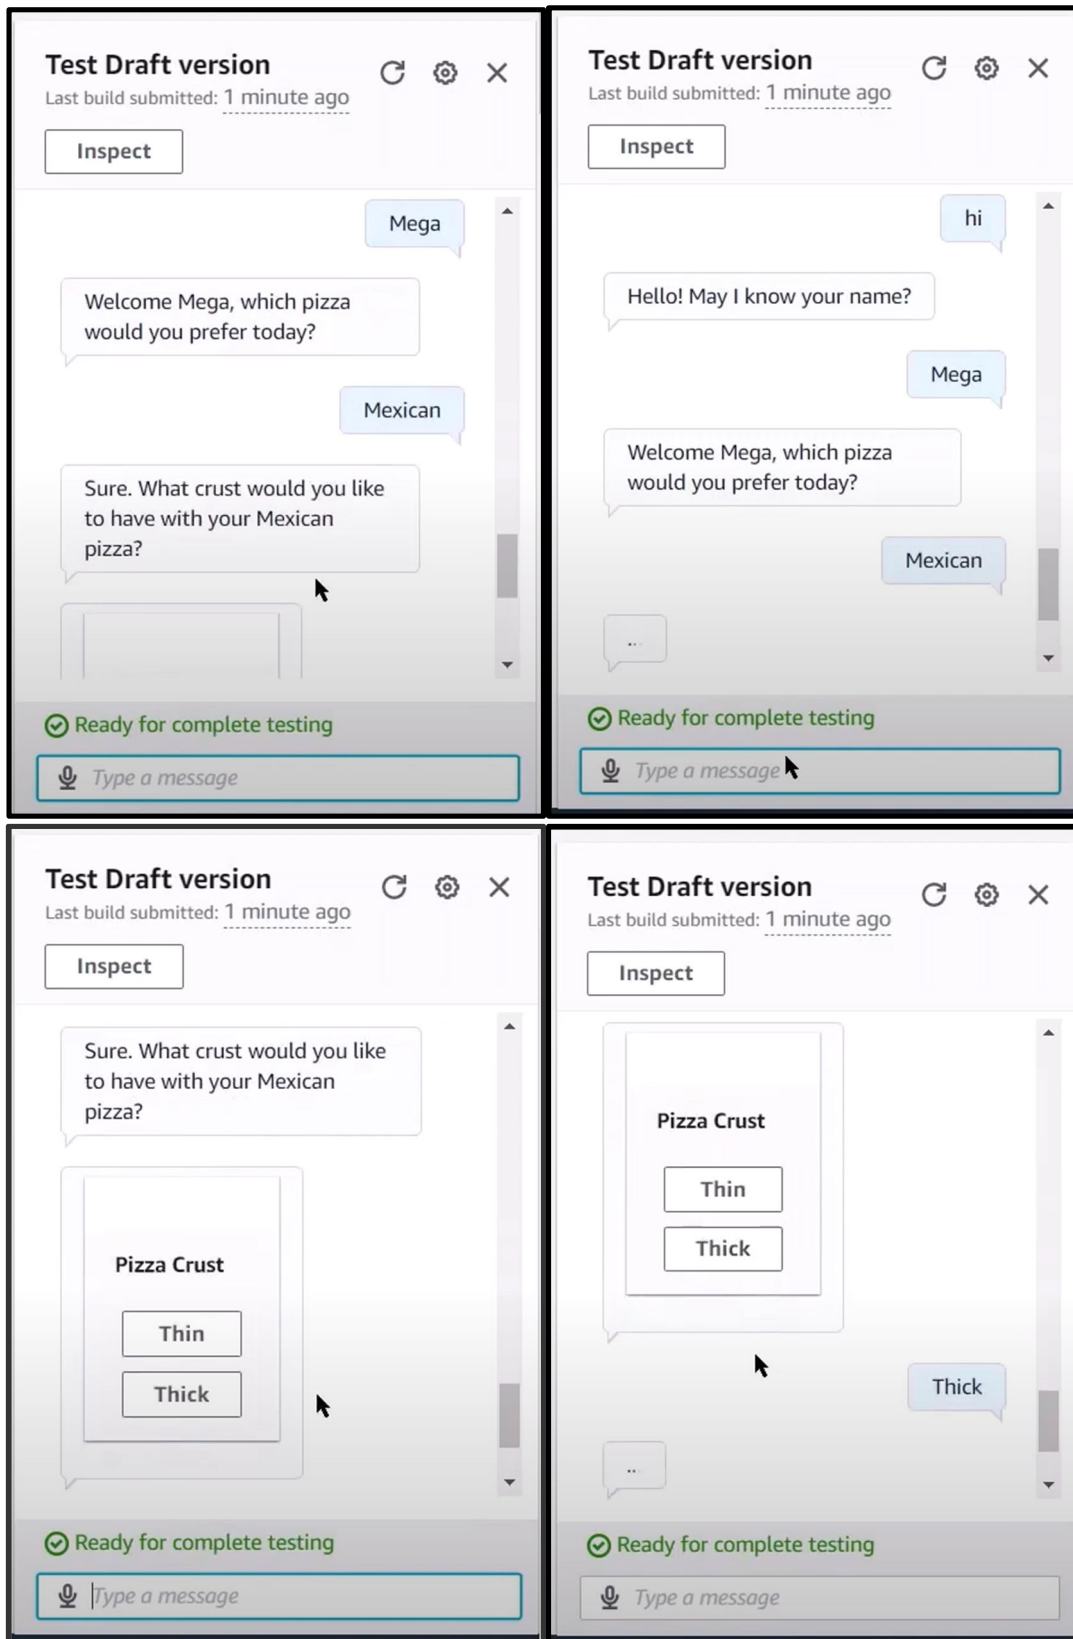 Test Draft version
Last build submitted: 1 minute ago
Inspect
Mega
Welcome Mega, which pizza
would you prefer today?
Mexican
Sure. What crust would you like
to have with your Mexican
pizza?
Ready for complete testing
Type a message
Test Draft version
Last build submitted: 1 minute ago
Inspect
hi
Hello! May I know your name?
Mega
Welcome Mega, which pizza
would you prefer today?
Mexican
...
Ready for complete testing
Type a message
Test Draft version
Last build submitted: 1 minute ago
Inspect
Sure. What crust would you like
to have with your Mexican
pizza?
Pizza Crust
Thin
Thick
Ready for complete testing
Type a message
Test Draft version
Last build submitted: 1 minute ago
Inspect
Pizza Crust
Thin
Thick
Thick
..
Ready for complete testing
Type a message